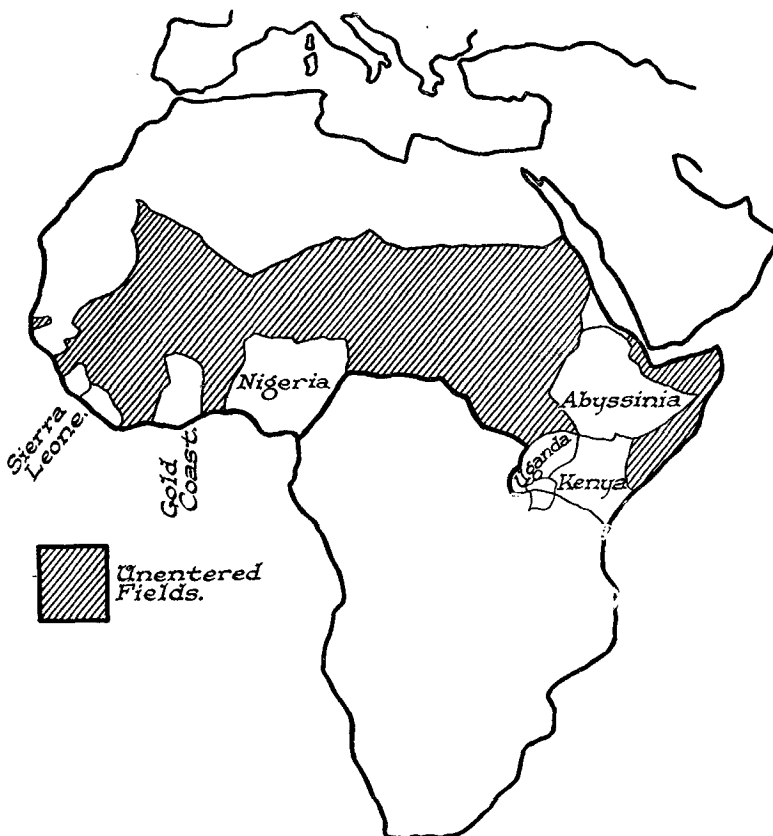 Nigeria
Abyssinia
Uganda
Kenya
Sierra
Leone.
Gold
Coast.
Unentered
Fields.